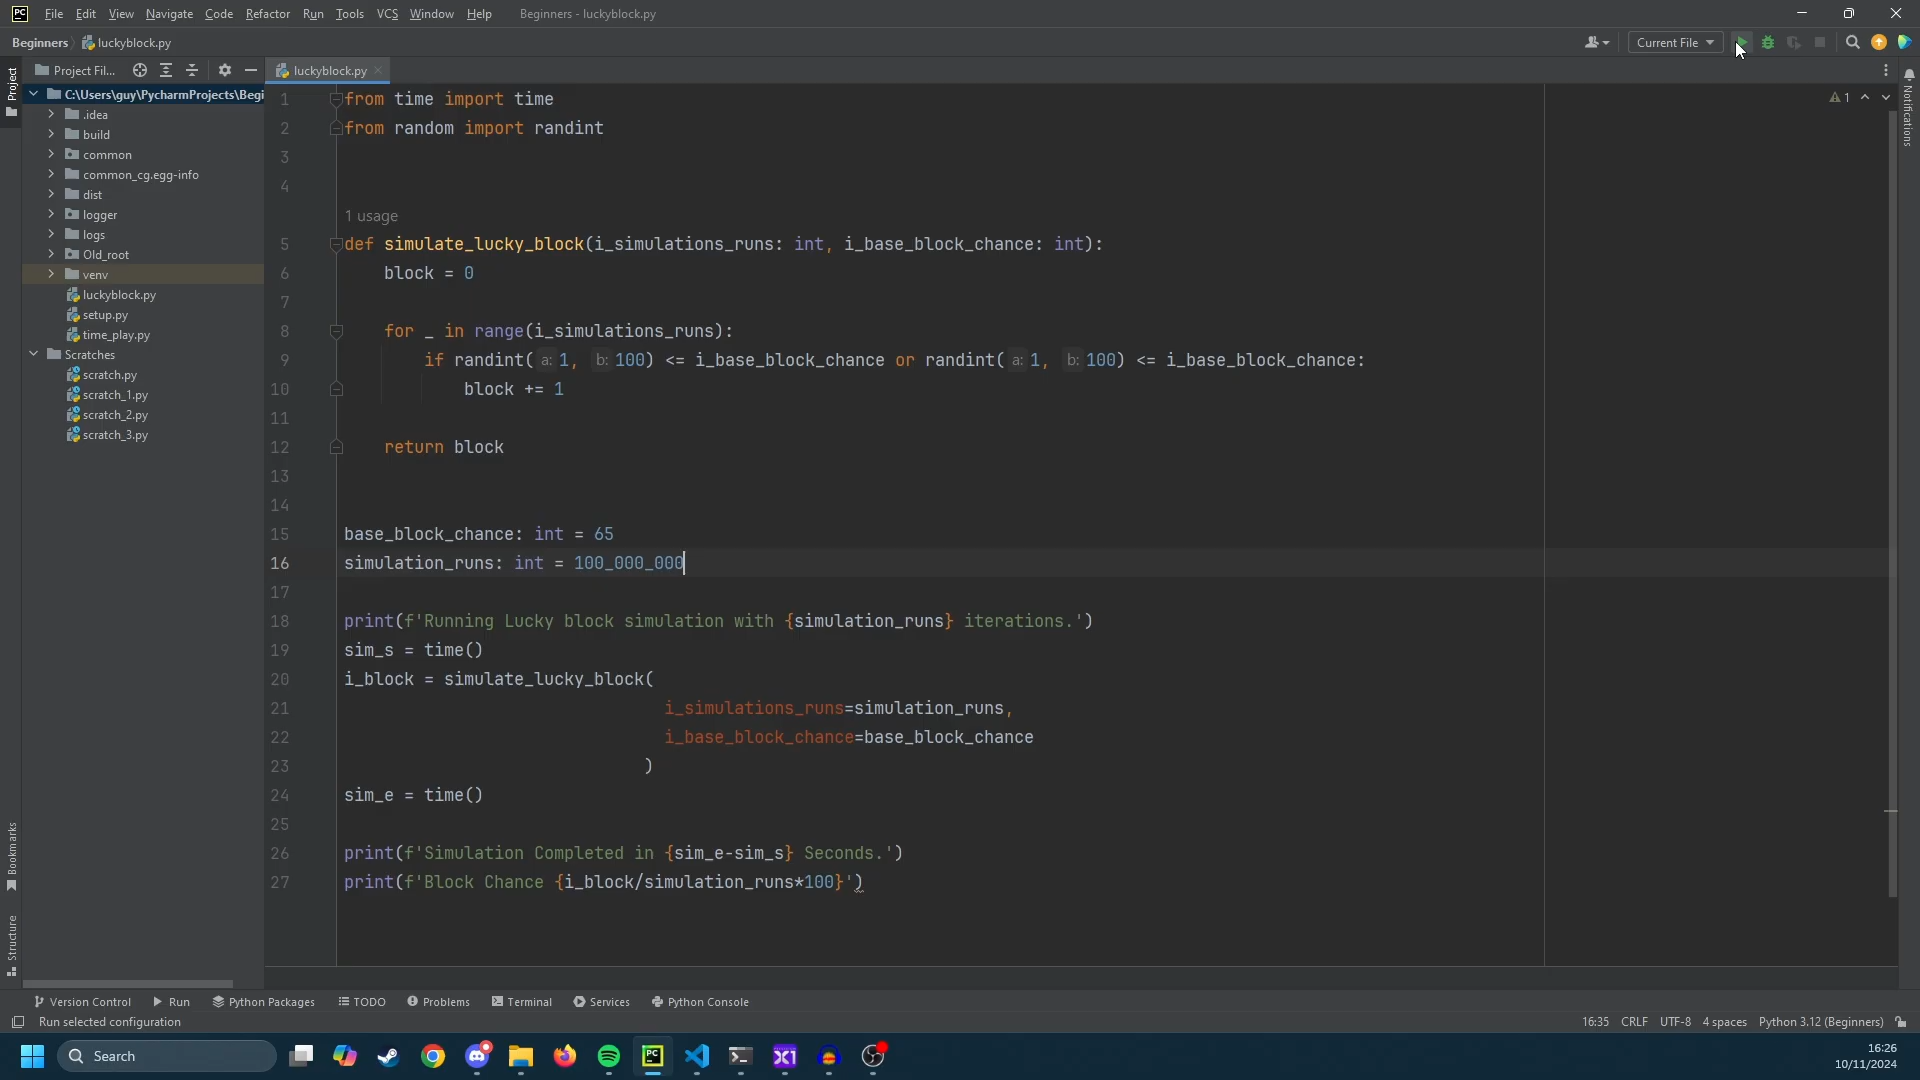 PC File Edit View Navigate Code Refactor Run Tools VCS Window Help Beginners - luckyblock.py
Beginners luckyblock.py Current File
Project
Project Fil... luckyblock.py
C:\Users\guy\PycharmProjects\Begi
.idea
build
common
common_cg.egg-info
dist
logger
logs
Old_root
venv
luckyblock.py
setup.py
time_play.py
Scratches
scratch.py
scratch_1.py
scratch_2.py
scratch_3.py
Bookmarks
Structure
1 from time import time
2 from random import randint
3
4
1 usage
5 def simulate_lucky_block(i_simulations_runs: int, i_base_block_chance: int):
6 block = 0
7
8 for _ in range(i_simulations_runs):
9 if randint( a: 1, b: 100) <= i_base_block_chance or randint( a: 1, b: 100) <= i_base_block_chance:
10 block += 1
11
12 return block
13
14
15 base_block_chance: int = 65
16 simulation_runs: int = 100_000_000
17
18 print(f'Running Lucky block simulation with {simulation_runs} iterations.')
19 sim_s = time()
20 i_block = simulate_lucky_block(
21 i_simulations_runs=simulation_runs,
22 i_base_block_chance=base_block_chance
23 )
24 sim_e = time()
25
26 print(f'Simulation Completed in {sim_e-sim_s} Seconds.')
27 print(f'Block Chance {i_block/simulation_runs*100}')
1
Notifications
Version Control Run Python Packages TODO Problems Terminal Services Python Console
Run selected configuration 16:35 CRLF UTF-8 4 spaces Python 3.12 (Beginners)
Search PC X1 16:26
10/11/2024